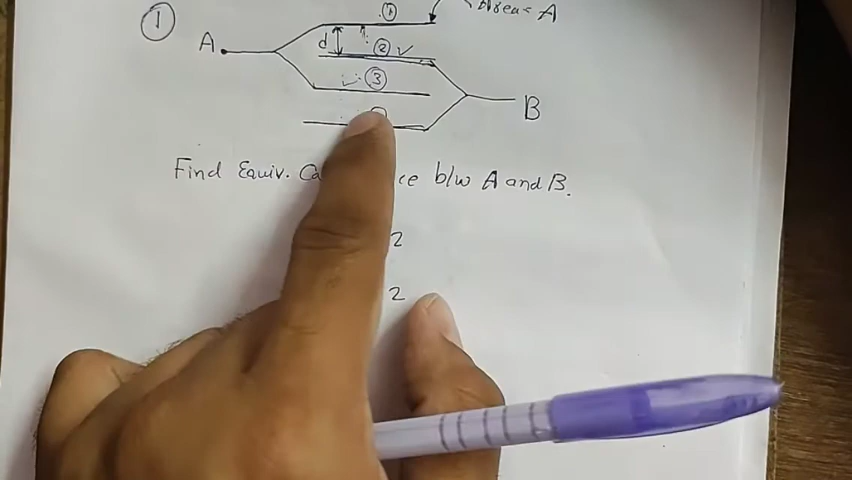 ① ① Area = A
A d ② ✓
✓ ③
B
Find Equiv. ce b/w A and B.
2
2